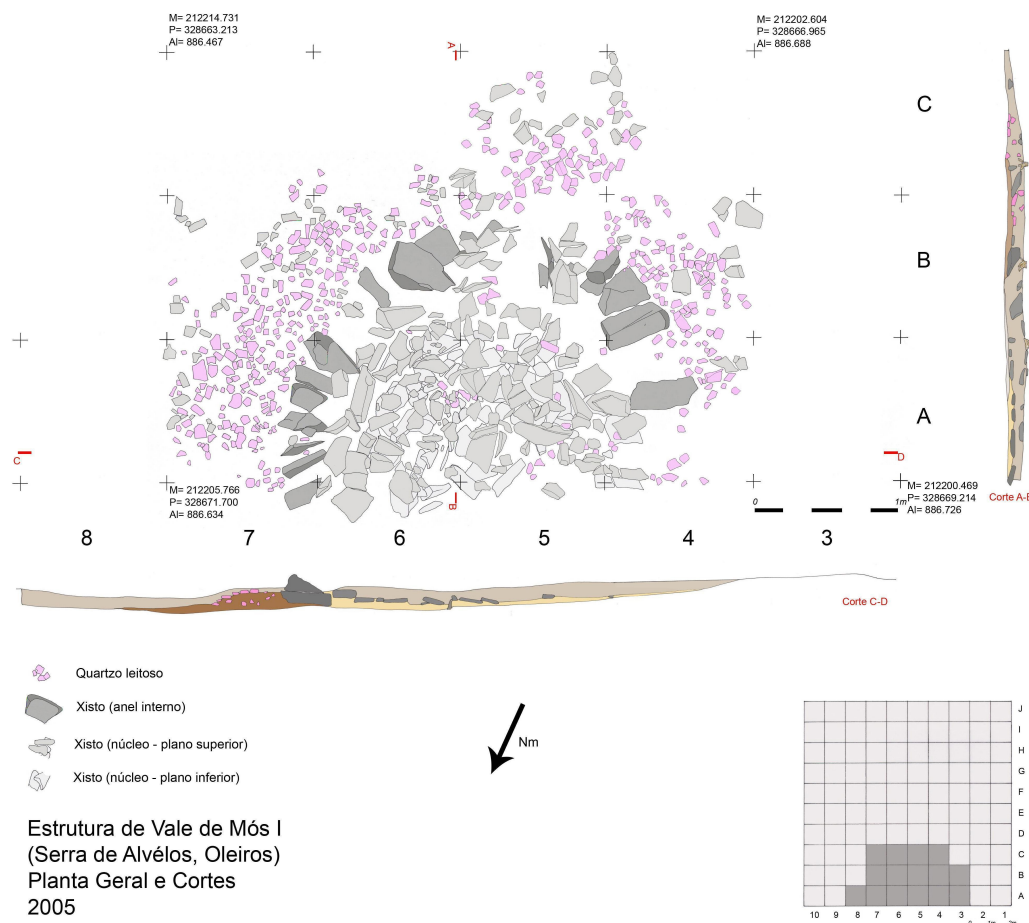 M= 212214.731
P= 328663.213
Al= 886.467
M= 212202.604
P= 328666.965
Al= 886.688
A
C
B
A
C
D
B
M= 212205.766
P= 328671.700
Al= 886.634
0
1m
M= 212200.469
P= 328669.214
Al= 886.726
Corte A-B
8 7 6 5 4 3
Corte C-D
Quartzo leitoso
Xisto (anel interno)
Xisto (núcleo - plano superior)
Xisto (núcleo - plano inferior)
Nm
Estrutura de Vale de Mós I
(Serra de Alvélos, Oleiros)
Planta Geral e Cortes
2005
J
I
H
G
F
E
D
C
B
A
10 9 8 7 6 5 4 3 2 1
0 1m 2m